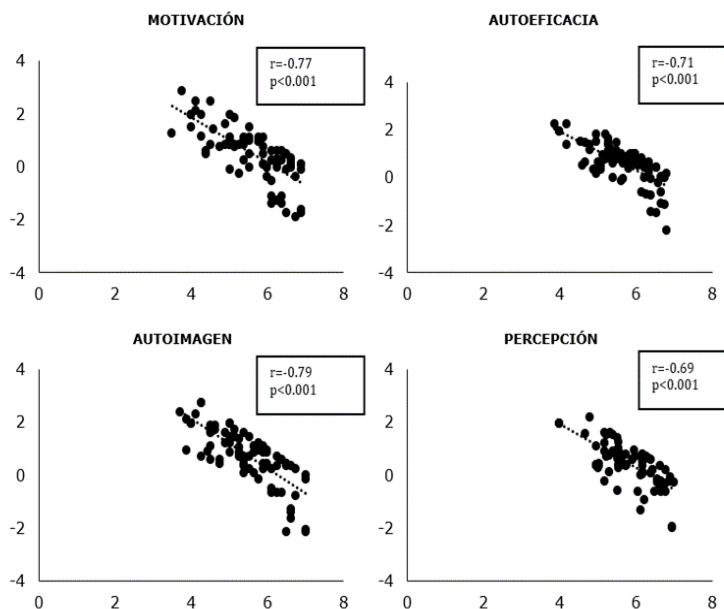 MOTIVACIÓN
r=-0.77
p<0.001
4
2
0
-2
-4
0 2 4 6 8
AUTOEFICACIA
r=-0.71
p<0.001
4
2
0
-2
-4
0 2 4 6 8
AUTOIMAGEN
r=-0.79
p<0.001
4
2
0
-2
-4
0 2 4 6 8
PERCEPCIÓN
r=-0.69
p<0.001
4
2
0
-2
-4
0 2 4 6 8